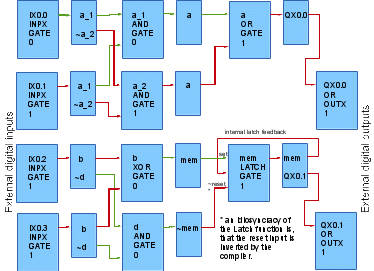 IX0.0
INPX
GATE
0
a_1
~a_2
a_1
AND
GATE
0
a
a
OR
GATE
1
QX0.0
IX0.1
INPX
GATE
1
a_1
~a_2
a_2
AND
GATE
1
a
QX0.0
OR
OUTX
1
External digital inputs
External digital outputs
internal latch feedback
IX0.2
INPX
GATE
1
b
~d
b
XOR
GATE
0
mem
set
~reset
mem
LATCH
GATE
1
mem
QX0.1
IX0.3
INPX
GATE
1
b
~d
d
AND
GATE
0
~mem
* an idiosyncacy of
the Latch function is,
that the reset input is
inverted by the
compiler.
QX0.1
OR
OUTX
1